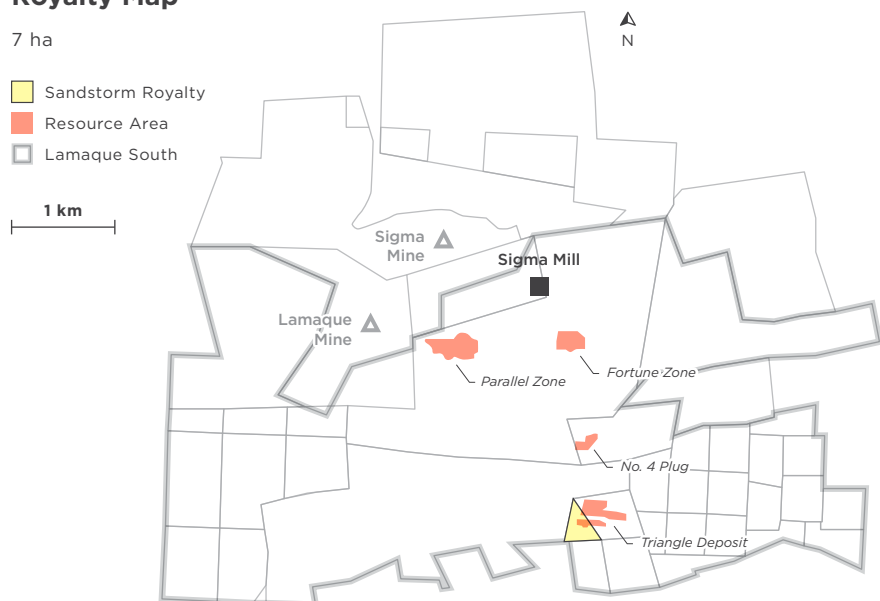 Royalty Map
7 ha
N
Sandstorm Royalty
Resource Area
Lamaque South
1 km
Sigma
Mine
Sigma Mill
Lamaque
Mine
Parallel Zone
Fortune Zone
No. 4 Plug
Triangle Deposit